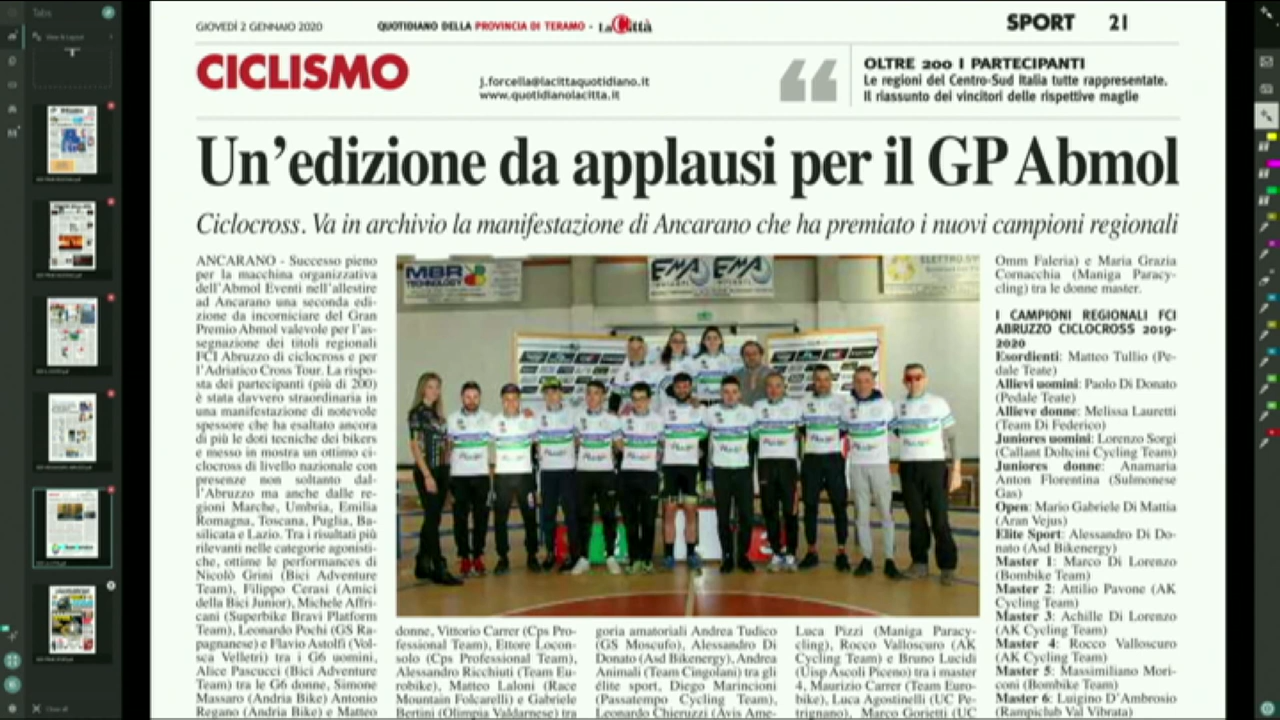 Tabs
View & Layout
GIOVEDÌ 2 GENNAIO 2020
QUOTIDIANO DELLA PROVINCIA DI TERAMO - La Città
SPORT 21
CICLISMO
j.forcella@lacittaquotidiano.it
www.quotidianolacitta.it
OLTRE 200 I PARTECIPANTI
Le regioni del Centro-Sud Italia tutte rappresentate.
Il riassunto dei vincitori delle rispettive maglie
Un'edizione da applausi per il GP Abmol
Ciclocross. Va in archivio la manifestazione di Ancarano che ha premiato i nuovi campioni regionali
ANCARANO - Successo pieno
per la macchina organizzativa
dell'Abmol Eventi nell'allestire
ad Ancarano una seconda edi-
zione da incorniciare del Gran
Premio Abmol valevole per l'as-
segnazione dei titoli regionali
FCI Abruzzo di ciclocross e per
l'Adriatico Cross Tour. La rispo-
sta dei partecipanti (più di 200)
è stata davvero straordinaria in
una manifestazione di notevole
spessore che ha esaltato ancora
di più le doti tecniche dei bikers
e messo in mostra un ottimo ci-
clocross di livello nazionale con
presenze non soltanto dal-
l'Abruzzo ma anche dalle re-
gioni Marche, Umbria, Emilia
Romagna, Toscana, Puglia, Ba-
silicata e Lazio. Tra i risultati più
rilevanti nelle categorie agonisti-
che, ottime le performances di
Nicolò Grini (Bici Adventure
Team), Filippo Cerasi (Amici
della Bici Junior), Michele Affri-
cani (Superbike Bravi Platform
Team), Leonardo Pochi (GS Ra-
pagnanese) e Flavio Astolfi (Vol-
sca Velletri) tra i G6 uomini,
Alice Pascucci (Bici Adventure
Team) tra le G6 donne, Simone
Massaro (Andria Bike) Antonio
Regano (Andria Bike) e Matteo
MBR
TECHNOLOGY
EMA
EMA
ELETTRO
donne, Vittorio Carrer (Cps Pro-
fessional Team), Ettore Locon-
solo (Cps Professional Team),
Alessandro Ricchiuti (Team Eu-
robike), Matteo Laloni (Race
Mountain Folcarelli) e Gabriele
Bertini (Olimpia Valdarnese) tra
goria amatoriali Andrea Tudico
(GS Moscufo), Alessandro Di
Donato (Asd Bikenergy), Andrea
Animali (Team Cingolani) tra gli
élite sport, Diego Marincioni
(Passatempo Cycling Team),
Leonardo Chieruzzi (Avis Ame-
Luca Pizzi (Maniga Paracy-
cling), Rocco Valloscuro (AK
Cycling Team) e Bruno Lucidi
(Uisp Ascoli Piceno) tra i master
4, Maurizio Carrer (Team Euro-
bike), Luca Agostinelli (UC Pe-
trignano), Marco Gorietti (UC
Omm Faleria) e Maria Grazia
Cornacchia (Maniga Paracy-
cling) tra le donne master.
I CAMPIONI REGIONALI FCI
ABRUZZO CICLOCROSS 2019-
2020
Esordienti: Matteo Tullio (Pe-
dale Teate)
Allievi uomini: Paolo Di Donato
(Pedale Teate)
Allieve donne: Melissa Lauretti
(Team Di Federico)
Juniores uomini: Lorenzo Sorgi
(Callant Doltcini Cycling Team)
Juniores donne: Anamaria
Anton Florentina (Sulmonese
Gas)
Open: Mario Gabriele Di Mattia
(Aran Vejus)
Elite Sport: Alessandro Di Do-
nato (Asd Bikenergy)
Master 1: Marco Di Lorenzo
(Bombike Team)
Master 2: Attilio Pavone (AK
Cycling Team)
Master 3: Achille Di Lorenzo
(AK Cycling Team)
Master 4: Rocco Valloscuro
(AK Cycling Team)
Master 5: Massimiliano Mori-
coni (Bombike Team)
Master 6: Luigino D'Ambrosio
(Rampiclub Val Vibrata)
Close all